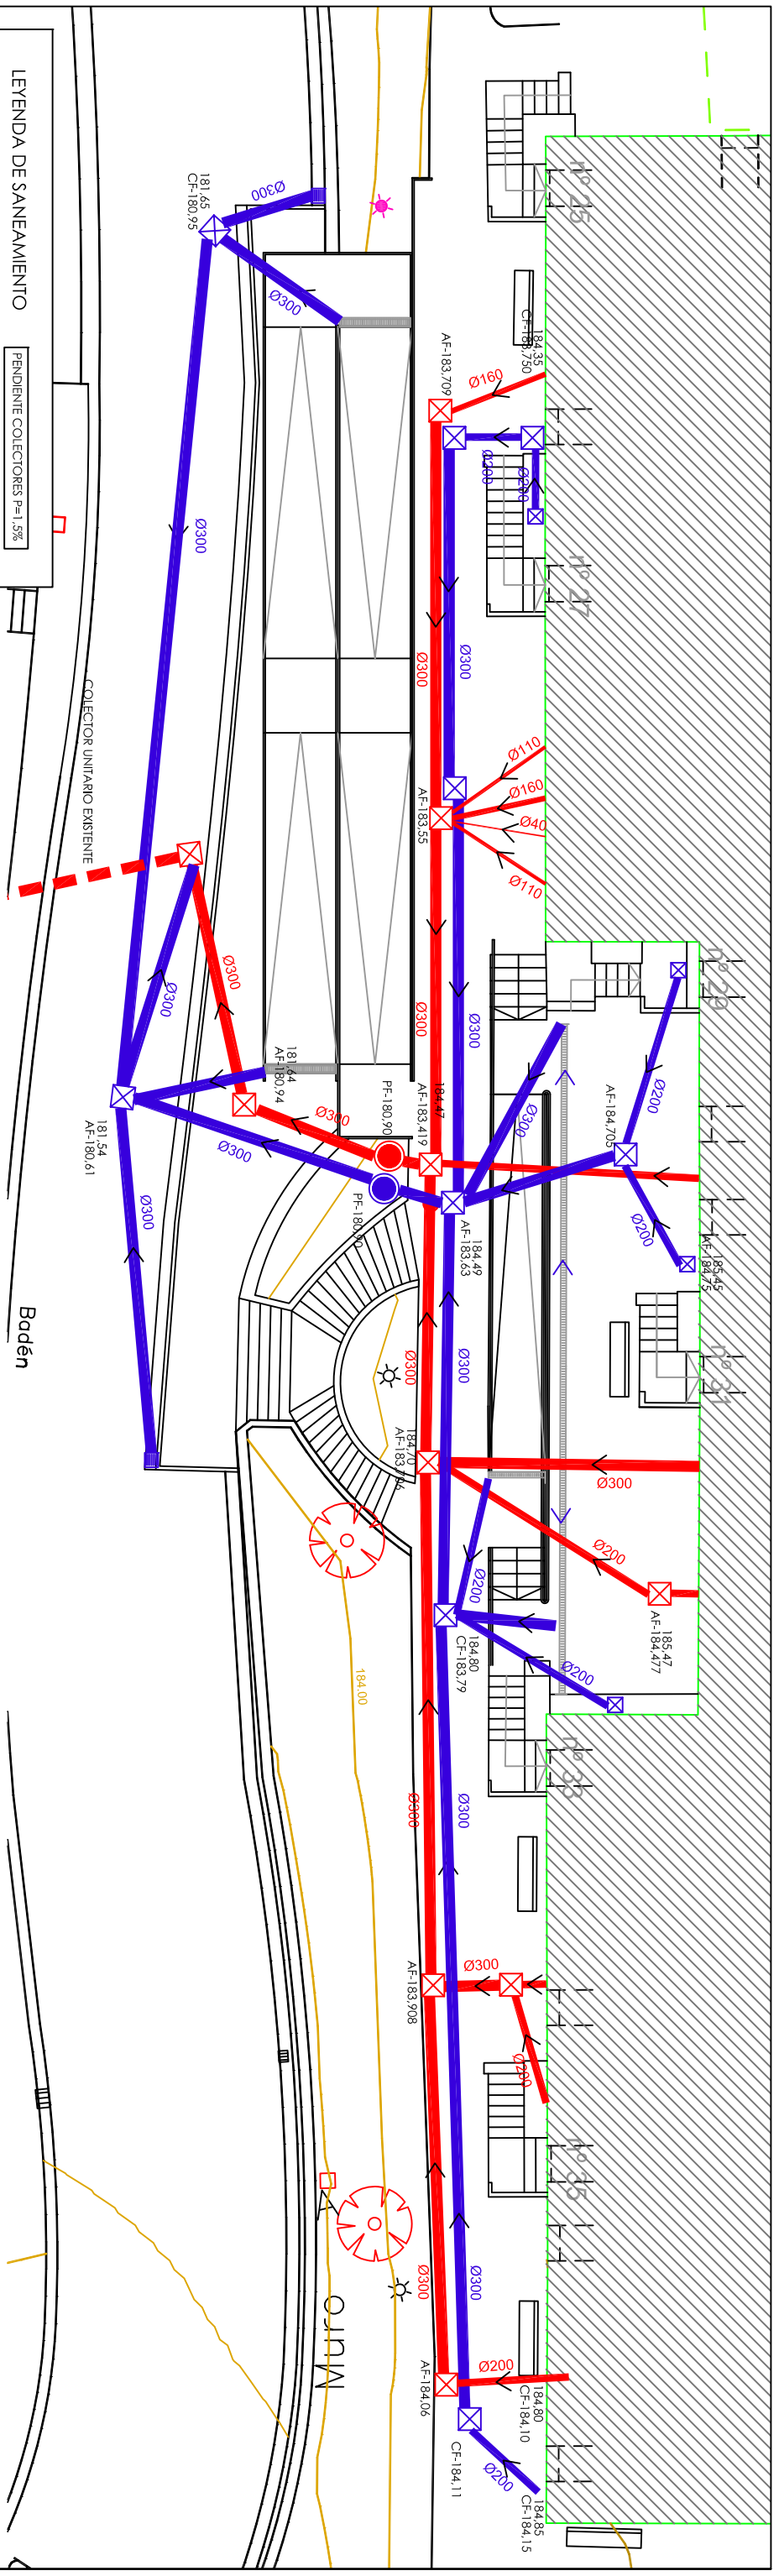 nº 25
184,35
CF-183,750
AF-183,709
Ø160
Ø200
Ø200
nº 27
Ø300
Ø300
181,65
CF-180,95
Ø300
Ø300
Ø300
LEYENDA DE SANEAMIENTO
PENDIENTE COLECTORES P=1,5%
COLECTOR UNITARIO EXISTENTE
Ø110
Ø160
Ø40
Ø110
AF-183,55
nº 29
Ø300
Ø300
Ø300
Ø200
AF-184,705
Ø200
185,45
AF-184,75
184,47
AF-183,419
184,49
AF-183,63
PF-180,90
PF-180,90
Ø300
Ø300
Ø300
Ø300
181,64
AF-180,94
181,54
AF-180,61
Ø300
Badén
nº 31
Ø300
Ø300
184,70
Ø300
Ø200
185,47
AF-184,477
Ø200
184,80
CF-183,79
Ø200
184.00
nº 33
Ø300
Ø300
Ø300
AF-183,908
Ø200
nº 35
Ø300
Ø300
Muro
Ø200
184,80
CF-184,10
AF-184,06
CF-184,11
Ø200
184,85
CF-184,15